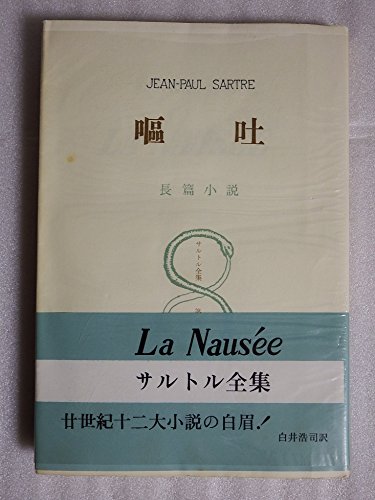 JEAN-PAUL SARTRE
嘔吐
長篇小説
サルトル全集
La Nausée
サルトル全集
廿世紀十二大小説の白眉！
白井浩司訳